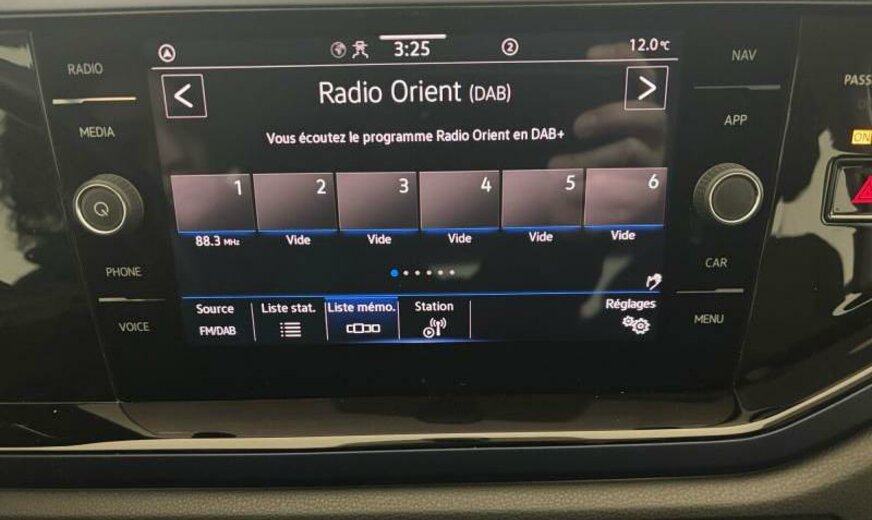 RADIO
MEDIA
PHONE
VOICE
3:25
2
12.0°C
<
Radio Orient (DAB)
>
Vous écoutez le programme Radio Orient en DAB+
1 2 3 4 5 6
88.3 MHz Vide Vide Vide Vide Vide
Source Liste stat. Liste mémo. Station Réglages
FM/DAB
NAV
APP
CAR
MENU
PASS
ON